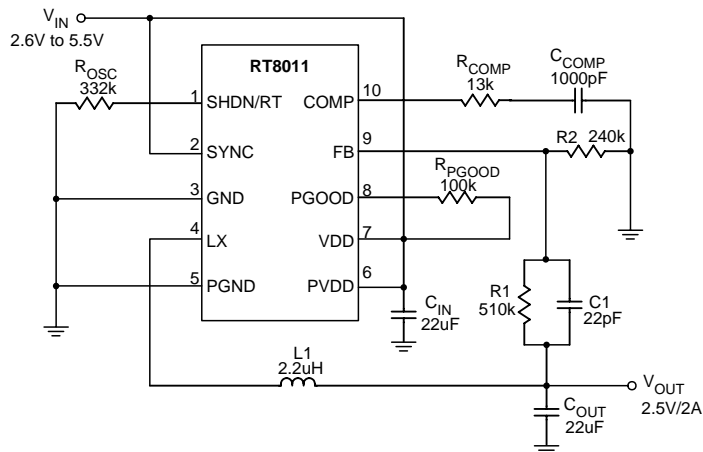 VIN
2.6V to 5.5V
ROSC
332k
RT8011
1 SHDN/RT
2 SYNC
3 GND
4 LX
5 PGND
COMP 10
FB 9
PGOOD 8
VDD 7
PVDD 6
RCOMP
13k
CCOMP
1000pF
R2 240k
RPGOOD
100k
CIN
22uF
R1
510k
C1
22pF
L1
2.2uH
VOUT
2.5V/2A
COUT
22uF